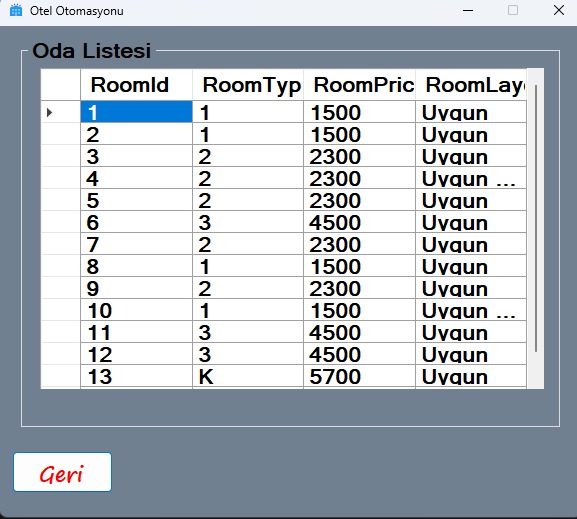 Otel Otomasyonu
Oda Listesi
RoomId RoomTyp RoomPric RoomLay
1 1 1500 Uygun
2 1 1500 Uygun
3 2 2300 Uygun
4 2 2300 Uygun ...
5 2 2300 Uygun
6 3 4500 Uygun
7 2 2300 Uygun
8 1 1500 Uygun
9 2 2300 Uygun
10 1 1500 Uygun ...
11 3 4500 Uygun
12 3 4500 Uygun
13 K 5700 Uygun
Geri